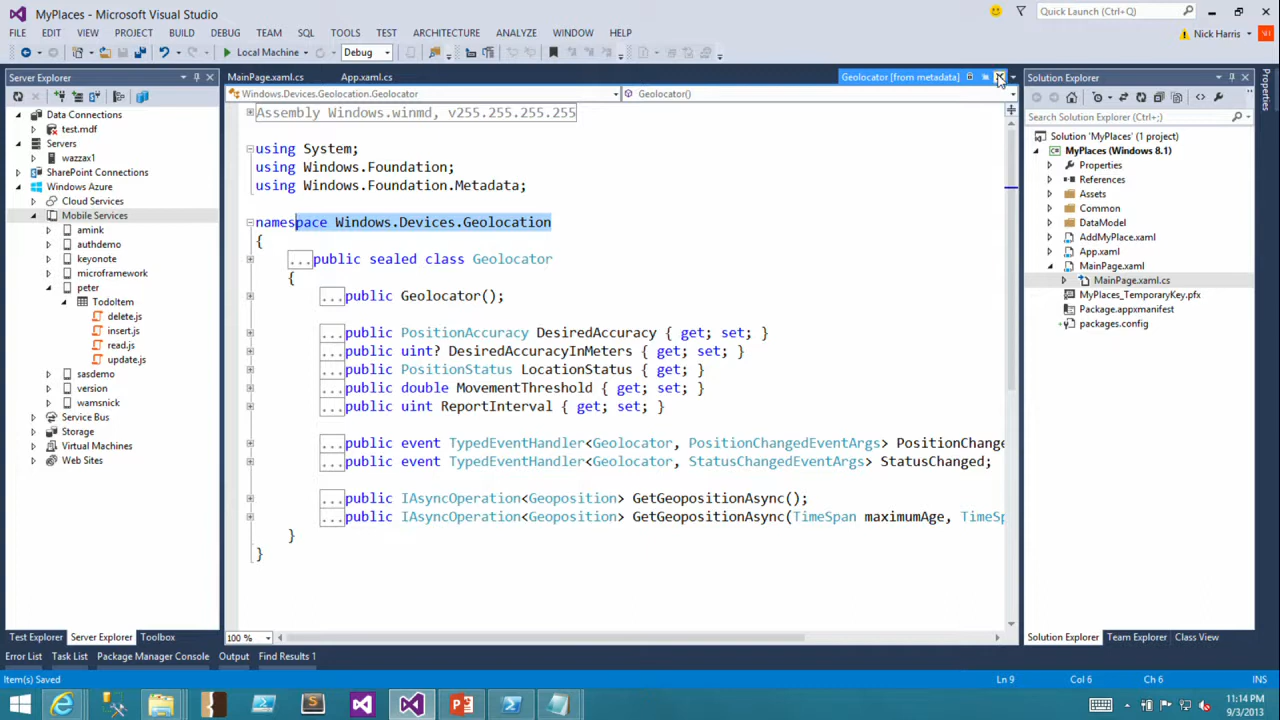 MyPlaces - Microsoft Visual Studio
Quick Launch (Ctrl+Q)
FILE EDIT VIEW PROJECT BUILD DEBUG TEAM SQL TOOLS TEST ARCHITECTURE ANALYZE WINDOW HELP
Nick Harris
Local Machine
Debug
Server Explorer
Data Connections
test.mdf
Servers
wazzax1
SharePoint Connections
Windows Azure
Cloud Services
Mobile Services
amink
authdemo
keyonote
microframework
peter
TodoItem
delete.js
insert.js
read.js
update.js
sasdemo
version
wamsnick
Service Bus
Storage
Virtual Machines
Web Sites
Test Explorer Server Explorer Toolbox
MainPage.xaml.cs App.xaml.cs Geolocator [from metadata]
Windows.Devices.Geolocation.Geolocator Geolocator()
Assembly Windows.winmd, v255.255.255.255
using System;
using Windows.Foundation;
using Windows.Foundation.Metadata;
namespace Windows.Devices.Geolocation
{
...public sealed class Geolocator
{
...public Geolocator();
...public PositionAccuracy DesiredAccuracy { get; set; }
...public uint? DesiredAccuracyInMeters { get; set; }
...public PositionStatus LocationStatus { get; }
...public double MovementThreshold { get; set; }
...public uint ReportInterval { get; set; }
...public event TypedEventHandler<Geolocator, PositionChangedEventArgs> PositionChange
...public event TypedEventHandler<Geolocator, StatusChangedEventArgs> StatusChanged;
...public IAsyncOperation<Geoposition> GetGeopositionAsync();
...public IAsyncOperation<Geoposition> GetGeopositionAsync(TimeSpan maximumAge, TimeSp
}
}
100 %
Solution Explorer
Search Solution Explorer (Ctrl+;)
Solution 'MyPlaces' (1 project)
MyPlaces (Windows 8.1)
Properties
References
Assets
Common
DataModel
AddMyPlace.xaml
App.xaml
MainPage.xaml
MainPage.xaml.cs
MyPlaces_TemporaryKey.pfx
Package.appxmanifest
packages.config
Solution Explorer Team Explorer Class View
Properties
Error List Task List Package Manager Console Output Find Results 1
Item(s) Saved
Ln 9 Col 6 Ch 6 INS
11:14 PM
9/3/2013